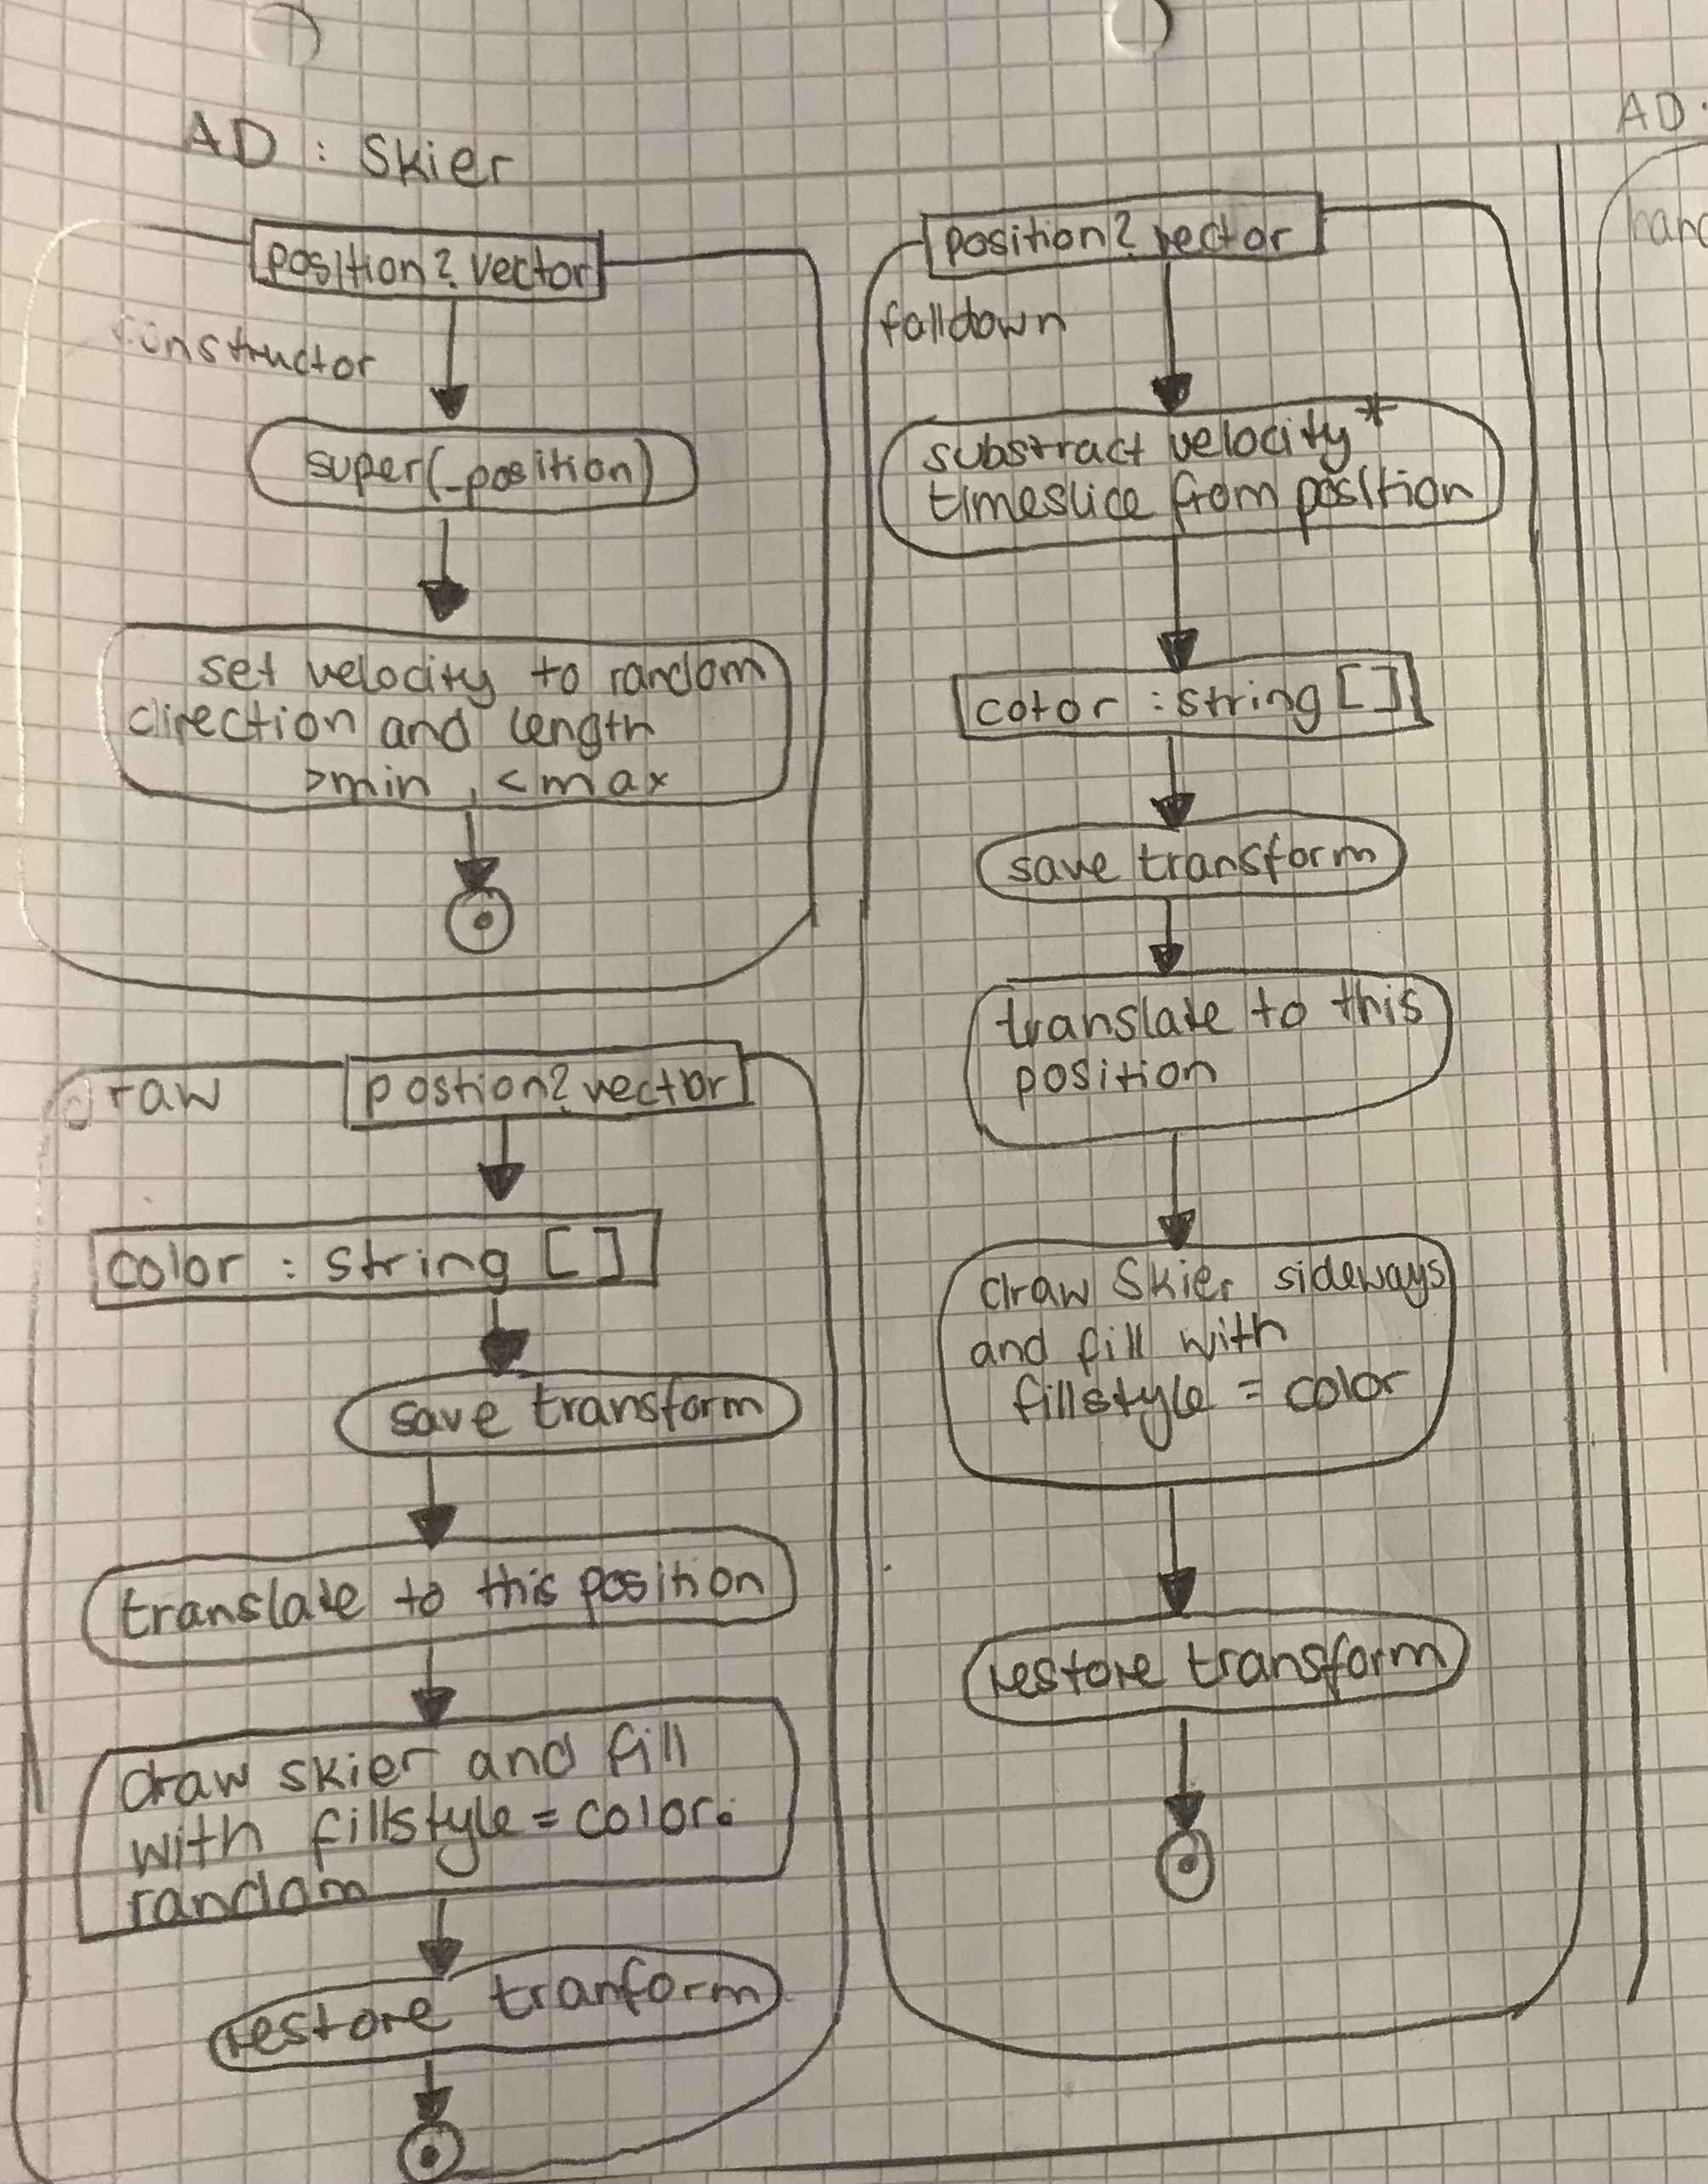 AD : Skier
position? vector
constructor
super(_position)
set velocity to random
direction and length
>min , <max
raw
postion? vector
color : string []
save transform
translate to this position
draw skier and fill
with fillstyle = color.
random
restore tranform
position? vector
falldown
substract velocity *
timeslice from position
color : string []
save transform
translate to this
position
draw Skier sideways
and fill with
fillstyle = color
restore transform
AD